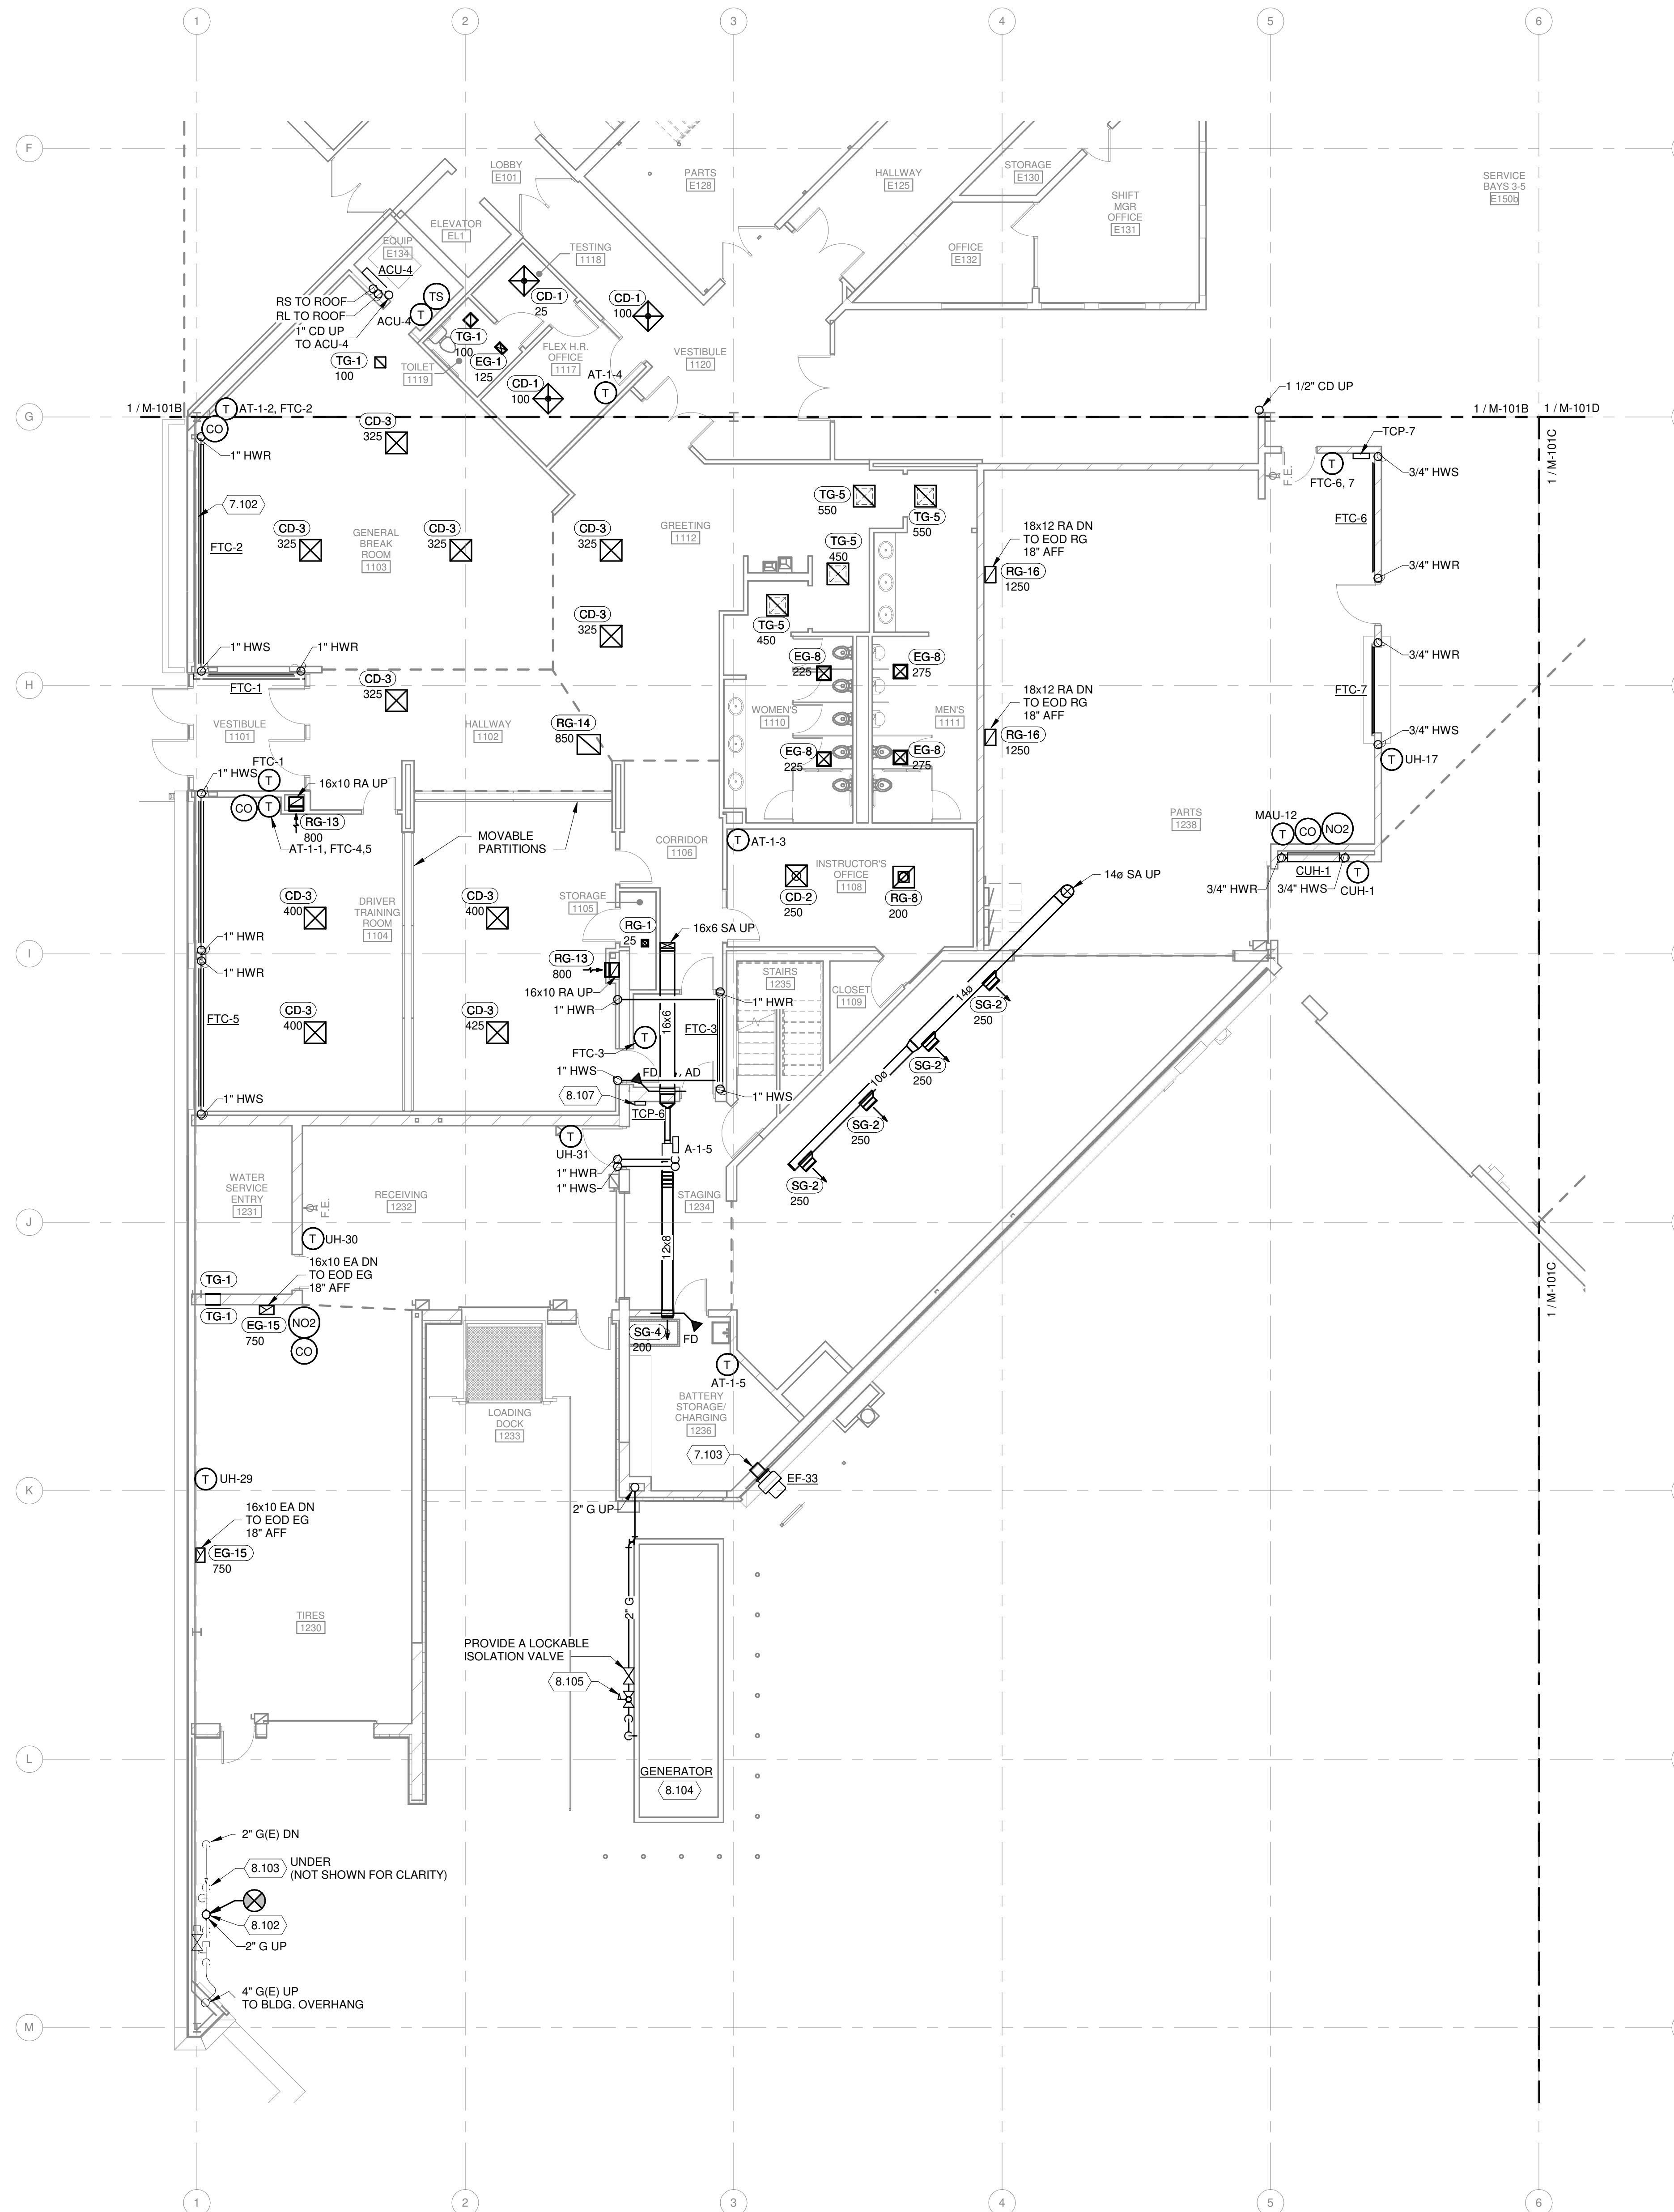 1
2
3
4
5
6
F
LOBBY
E101
PARTS
E128
HALLWAY
E125
STORAGE
E130
SERVICE
BAYS 3-5
E150b
SHIFT
MGR
OFFICE
E131
ELEVATOR
EL1
EQUIP
E134
ACU-4
TESTING
1118
OFFICE
E132
RS TO ROOF
RL TO ROOF
1" CD UP
TO ACU-4
TS
T
ACU-4
CD-1
25
CD-1
100
TG-1
100
TG-1
100
EG-1
125
TOILET
1119
FLEX H.R.
OFFICE
1117
VESTIBULE
1120
CD-1
100
AT-1-4
T
1 1/2" CD UP
G
1 / M-101B
T
AT-1-2, FTC-2
CO
1 / M-101B
1 / M-101D
1 / M-101C
CD-3
325
1" HWR
TCP-7
T
FTC-6, 7
F.E.
3/4" HWS
7.102
FTC-2
CD-3
325
GENERAL
BREAK
ROOM
1103
CD-3
325
CD-3
325
GREETING
1112
TG-5
550
TG-5
550
TG-5
450
TG-5
450
18x12 RA DN
TO EOD RG
18" AFF
RG-16
1250
FTC-6
3/4" HWR
CD-3
325
1" HWS
1" HWR
FTC-1
CD-3
325
EG-8
225
EG-8
275
3/4" HWR
H
FTC-7
VESTIBULE
1101
HALLWAY
1102
RG-14
850
WOMEN'S
1110
MEN'S
1111
18x12 RA DN
TO EOD RG
18" AFF
RG-16
1250
3/4" HWS
T
UH-17
EG-8
225
EG-8
275
FTC-1
T
1" HWS
16x10 RA UP
CO
T
RG-13
800
AT-1-1, FTC-4,5
MOVABLE
PARTITIONS
CORRIDOR
1106
T
AT-1-3
PARTS
1238
MAU-12
T
CO
NO2
INSTRUCTOR'S
OFFICE
1108
CD-2
250
RG-8
200
14ø SA UP
3/4" HWR
3/4" HWS
CUH-1
T
CUH-1
CD-3
400
DRIVER
TRAINING
ROOM
1104
CD-3
400
STORAGE
1105
RG-1
25
16x6 SA UP
1" HWR
I
1" HWR
RG-13
800
16x10 RA UP
1" HWR
STAIRS
1235
CLOSET
1109
14ø
SG-2
250
FTC-5
CD-3
400
CD-3
425
1" HWR
16x6
FTC-3
T
FTC-3
SG-2
250
10ø
1" HWS
FD
, AD
8.107
TCP-6
1" HWS
1" HWS
SG-2
250
T
UH-31
A-1-5
1" HWR
1" HWS
SG-2
250
WATER
SERVICE
ENTRY
1231
F.E.
RECEIVING
1232
STAGING
1234
J
T
UH-30
12x8
16x10 EA DN
TO EOD EG
18" AFF
TG-1
TG-1
EG-15
750
NO2
CO
SG-4
200
FD
1 / M-101C
T
AT-1-5
LOADING
DOCK
1233
BATTERY
STORAGE/
CHARGING
1236
7.103
EF-33
K
T
UH-29
2" G UP
16x10 EA DN
TO EOD EG
18" AFF
EG-15
750
2" G
TIRES
1230
PROVIDE A LOCKABLE
ISOLATION VALVE
8.105
L
GENERATOR
8.104
2" G(E) DN
8.103
UNDER
(NOT SHOWN FOR CLARITY)
8.102
2" G UP
4" G(E) UP
TO BLDG. OVERHANG
M
1
2
3
4
5
6